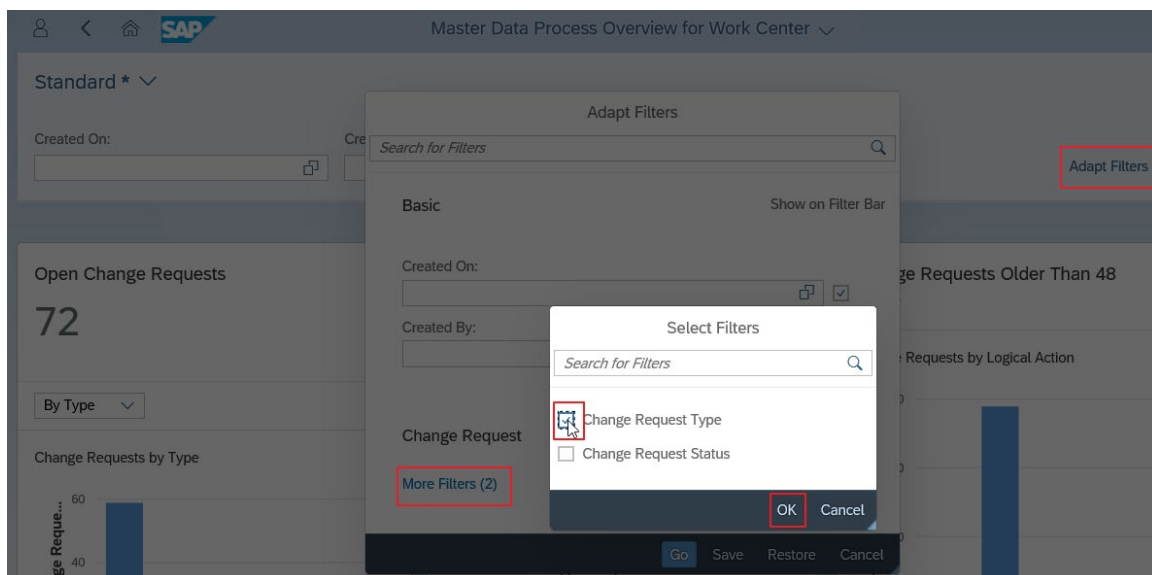 SAP
Master Data Process Overview for Work Center
Standard *
Created On:
Cre
Adapt Filters
Adapt Filters
Search for Filters
Basic
Show on Filter Bar
Created On:
Created By:
Open Change Requests
72
By Type
Change Requests by Type
60
40
ge Reque...
Change Request
More Filters (2)
Select Filters
Search for Filters
Change Request Type
Change Request Status
OK
Cancel
Go
Save
Restore
Cancel
ge Requests Older Than 48
Requests by Logical Action